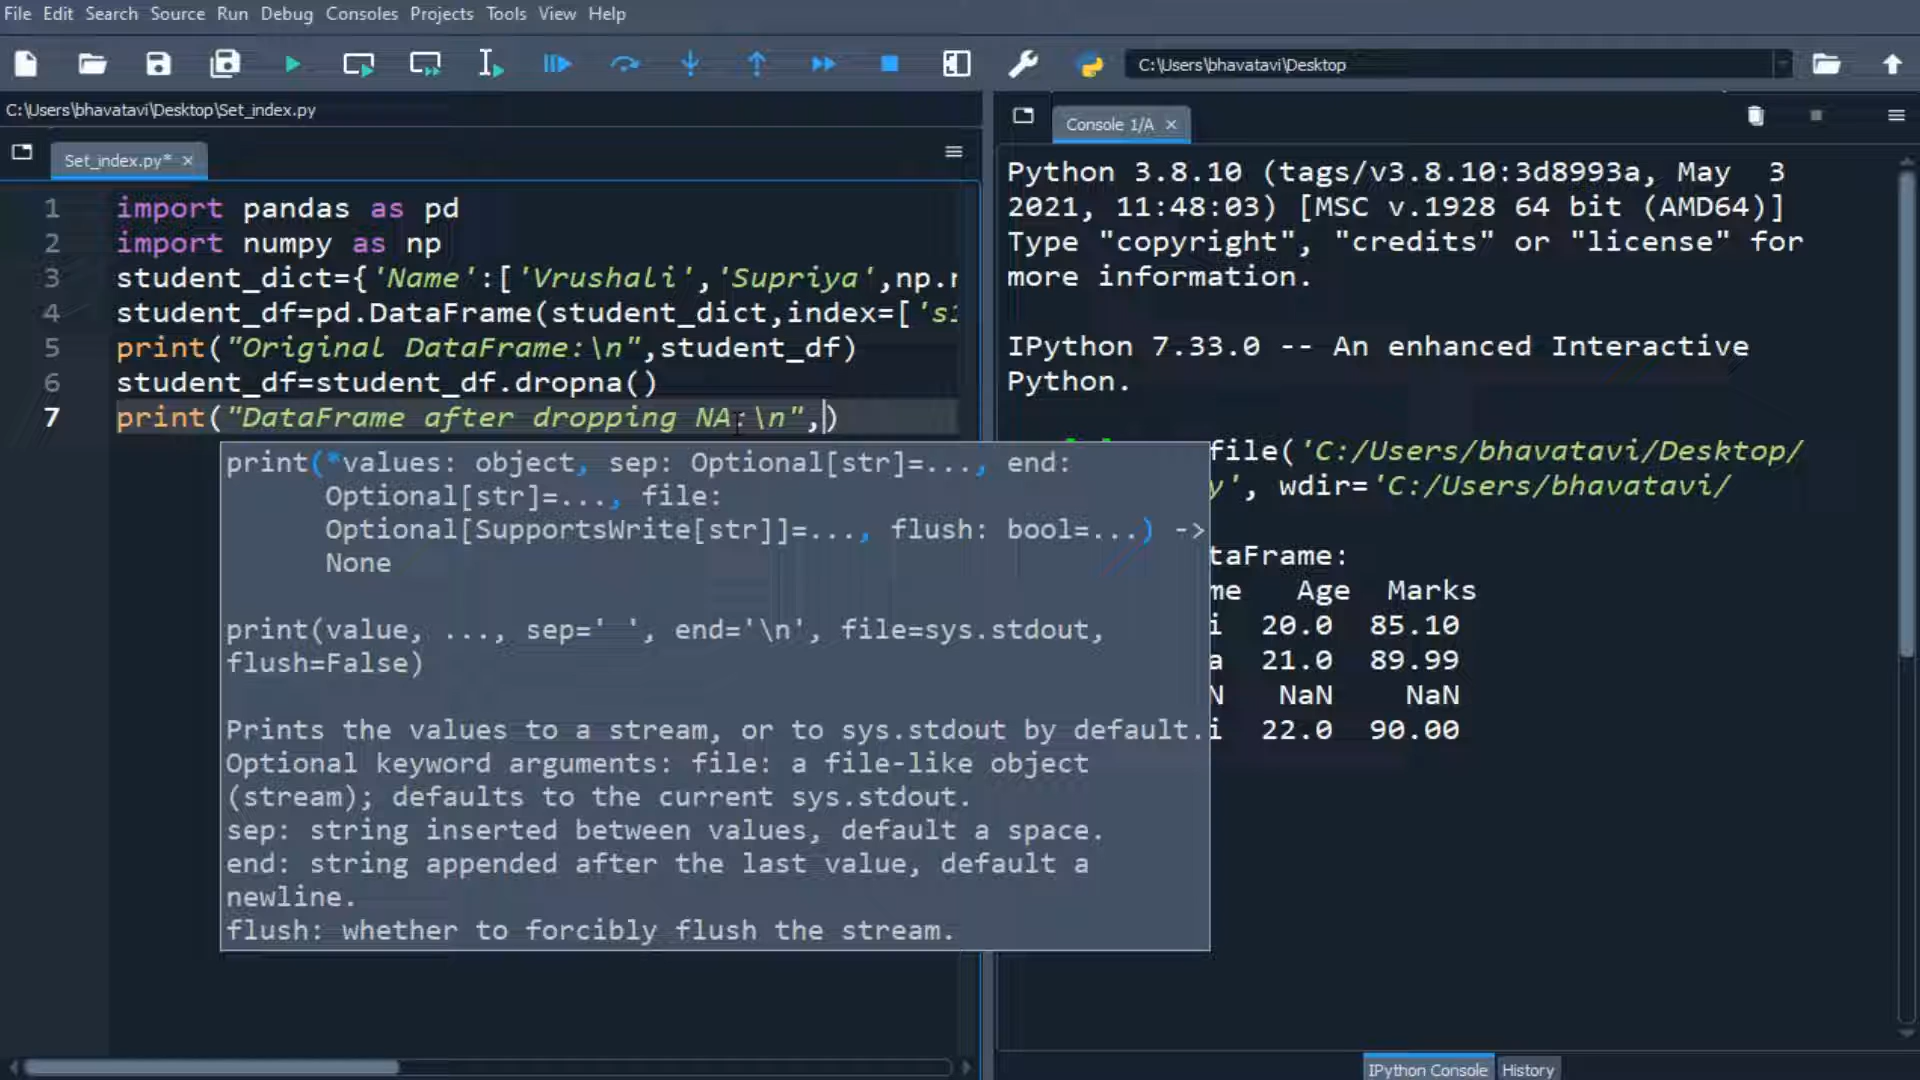 File Edit Search Source Run Debug Consoles Projects Tools View Help
C:\Users\bhavatavi\Desktop
C:\Users\bhavatavi\Desktop\Set_index.py
Set_index.py*
1 import pandas as pd
2 import numpy as np
3 student_dict={'Name':['Vrushali','Supriya',np.n
4 student_df=pd.DataFrame(student_dict,index=['s1
5 print("Original DataFrame:\n",student_df)
6 student_df=student_df.dropna()
7 print("DataFrame after dropping NA:\n",)
print(*values: object, sep: Optional[str]=..., end:
Optional[str]=..., file:
Optional[SupportsWrite[str]]=..., flush: bool=...) ->
None
print(value, ..., sep=' ', end='\n', file=sys.stdout,
flush=False)
Prints the values to a stream, or to sys.stdout by default.
Optional keyword arguments: file: a file-like object
(stream); defaults to the current sys.stdout.
sep: string inserted between values, default a space.
end: string appended after the last value, default a
newline.
flush: whether to forcibly flush the stream.
Console 1/A
Python 3.8.10 (tags/v3.8.10:3d8993a, May 3
2021, 11:48:03) [MSC v.1928 64 bit (AMD64)]
Type "copyright", "credits" or "license" for
more information.
IPython 7.33.0 -- An enhanced Interactive
Python.
file('C:/Users/bhavatavi/Desktop/
y', wdir='C:/Users/bhavatavi/
taFrame:
me Age Marks
i 20.0 85.10
a 21.0 89.99
N NaN NaN
i 22.0 90.00
IPython Console History